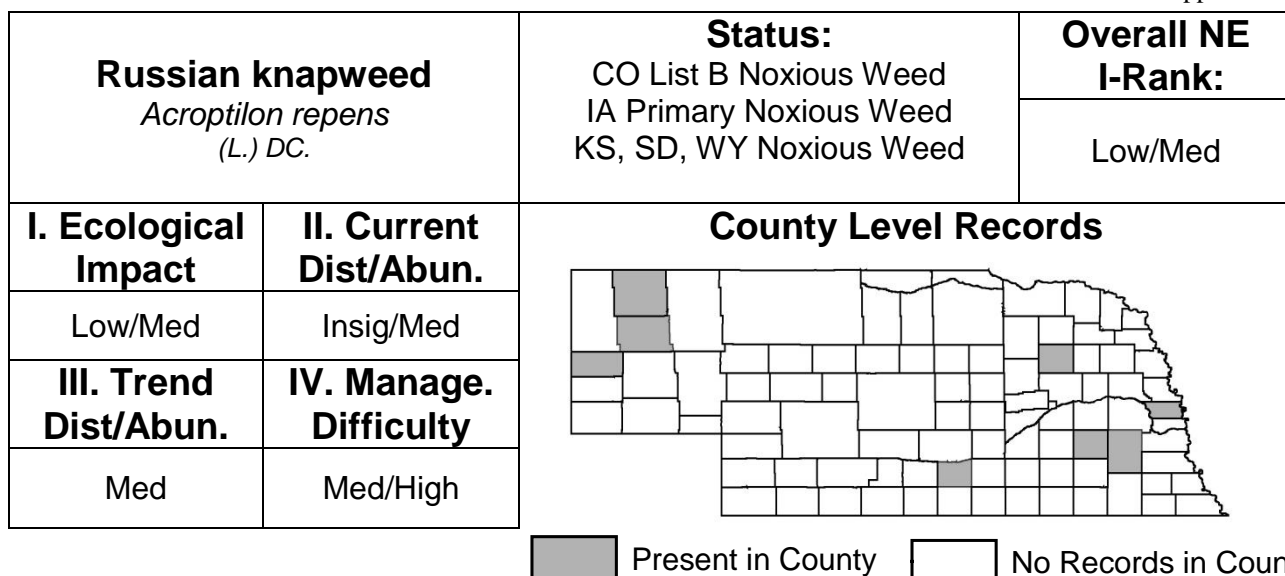 Russian knapweed
Acroptilon repens
(L.) DC.
Status:
CO List B Noxious Weed
IA Primary Noxious Weed
KS, SD, WY Noxious Weed
Overall NE
I-Rank:
Low/Med
I. Ecological
Impact
II. Current
Dist/Abun.
Low/Med
Insig/Med
III. Trend
Dist/Abun.
IV. Manage.
Difficulty
Med
Med/High
County Level Records
Present in County
No Records in